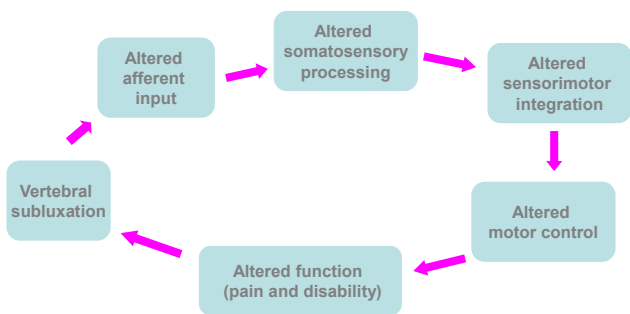 Altered
afferent
input
Altered
somatosensory
processing
Altered
sensorimotor
integration
Altered
motor control
Altered function
(pain and disability)
Vertebral
subluxation